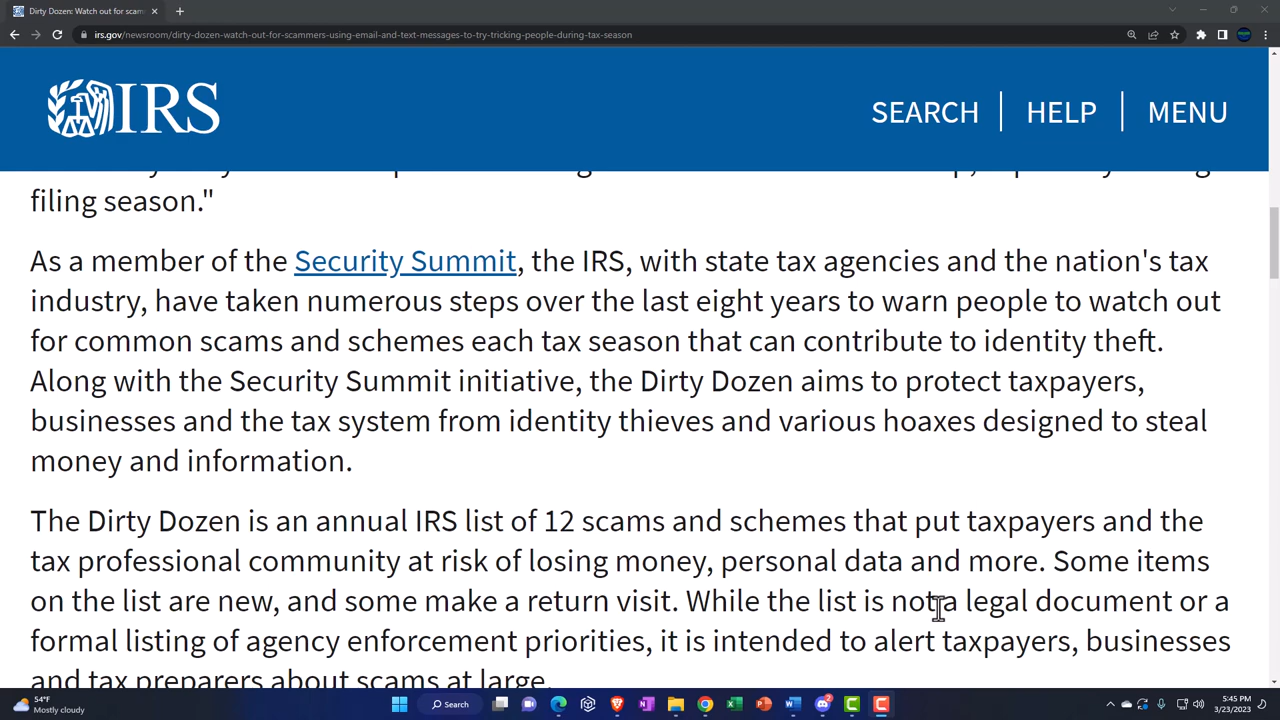 Dirty Dozen: Watch out for scam
irs.gov/newsroom/dirty-dozen-watch-out-for-scammers-using-email-and-text-messages-to-try-tricking-people-during-tax-season
IRS
SEARCH
HELP
MENU
filing season."
As a member of the Security Summit, the IRS, with state tax agencies and the nation's tax
industry, have taken numerous steps over the last eight years to warn people to watch out
for common scams and schemes each tax season that can contribute to identity theft.
Along with the Security Summit initiative, the Dirty Dozen aims to protect taxpayers,
businesses and the tax system from identity thieves and various hoaxes designed to steal
money and information.
The Dirty Dozen is an annual IRS list of 12 scams and schemes that put taxpayers and the
tax professional community at risk of losing money, personal data and more. Some items
on the list are new, and some make a return visit. While the list is not a legal document or a
formal listing of agency enforcement priorities, it is intended to alert taxpayers, businesses
and tax preparers about scams at large.
54°F
Mostly cloudy
Search
2
5:45 PM
3/23/2023